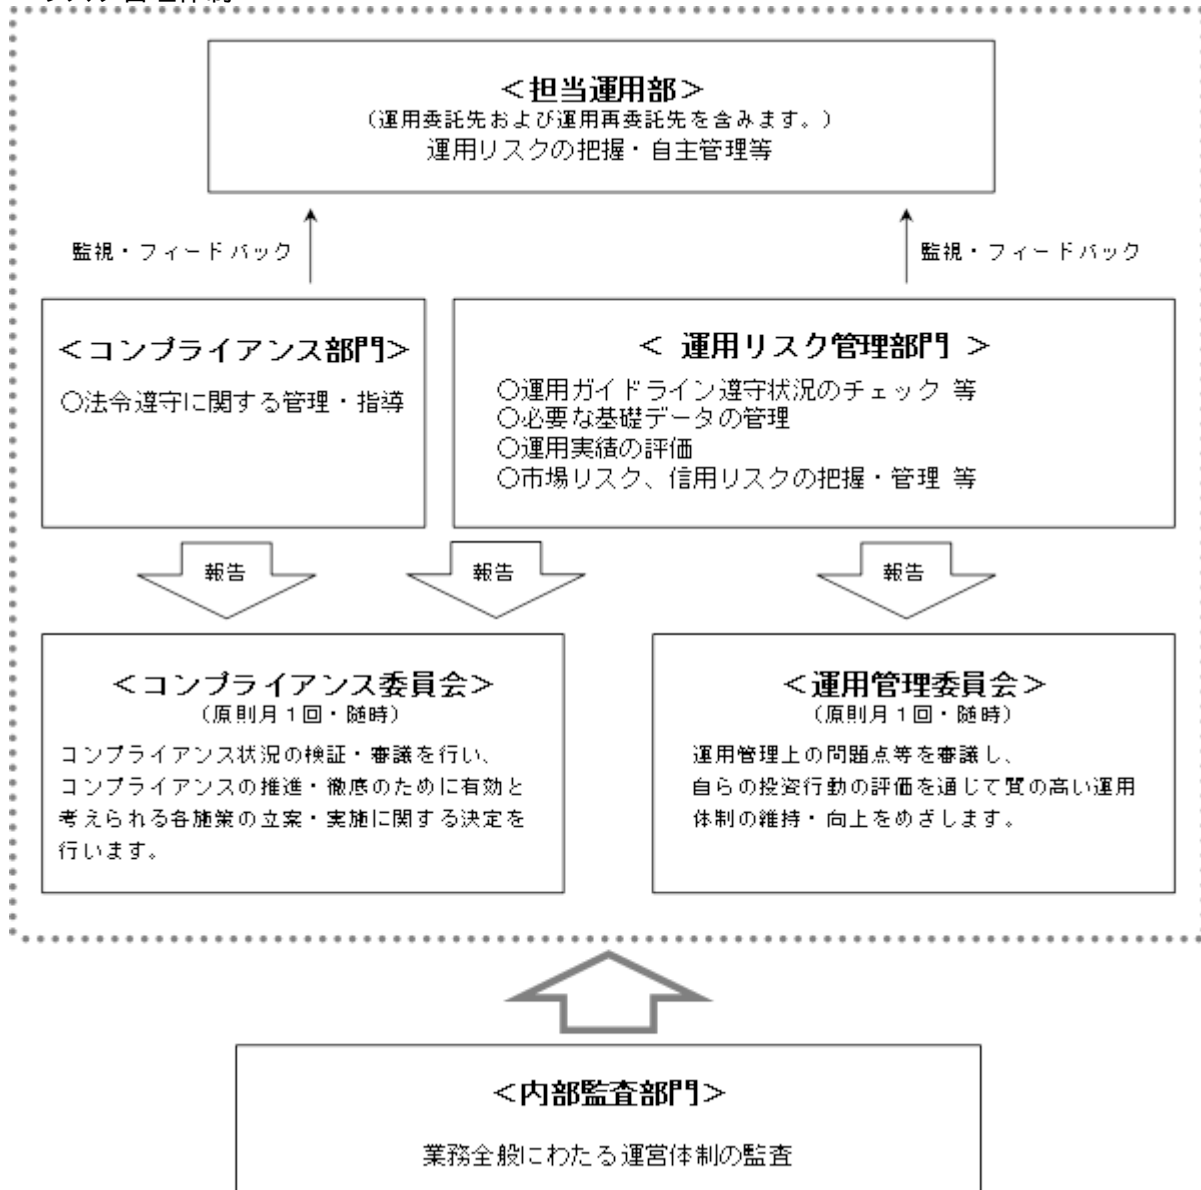 ＜担当運用部＞
（運用委託先および運用再委託先を含みます。）
運用リスクの把握・自主管理等
監視・フィードバック
監視・フィードバック
＜コンプライアンス部門＞
○法令遵守に関する管理・指導
＜ 運用リスク管理部門 ＞
○運用ガイドライン遵守状況のチェック 等
○必要な基礎データの管理
○運用実績の評価
○市場リスク、信用リスクの把握・管理 等
報告
報告
報告
＜コンプライアンス委員会＞
（原則月１回・随時）
コンプライアンス状況の検証・審議を行い、
コンプライアンスの推進・徹底のために有効と
考えられる各施策の立案・実施に関する決定を
行います。
＜運用管理委員会＞
（原則月１回・随時）
運用管理上の問題点等を審議し、
自らの投資行動の評価を通じて質の高い運用
体制の維持・向上をめざします。
＜内部監査部門＞
業務全般にわたる運営体制の監査